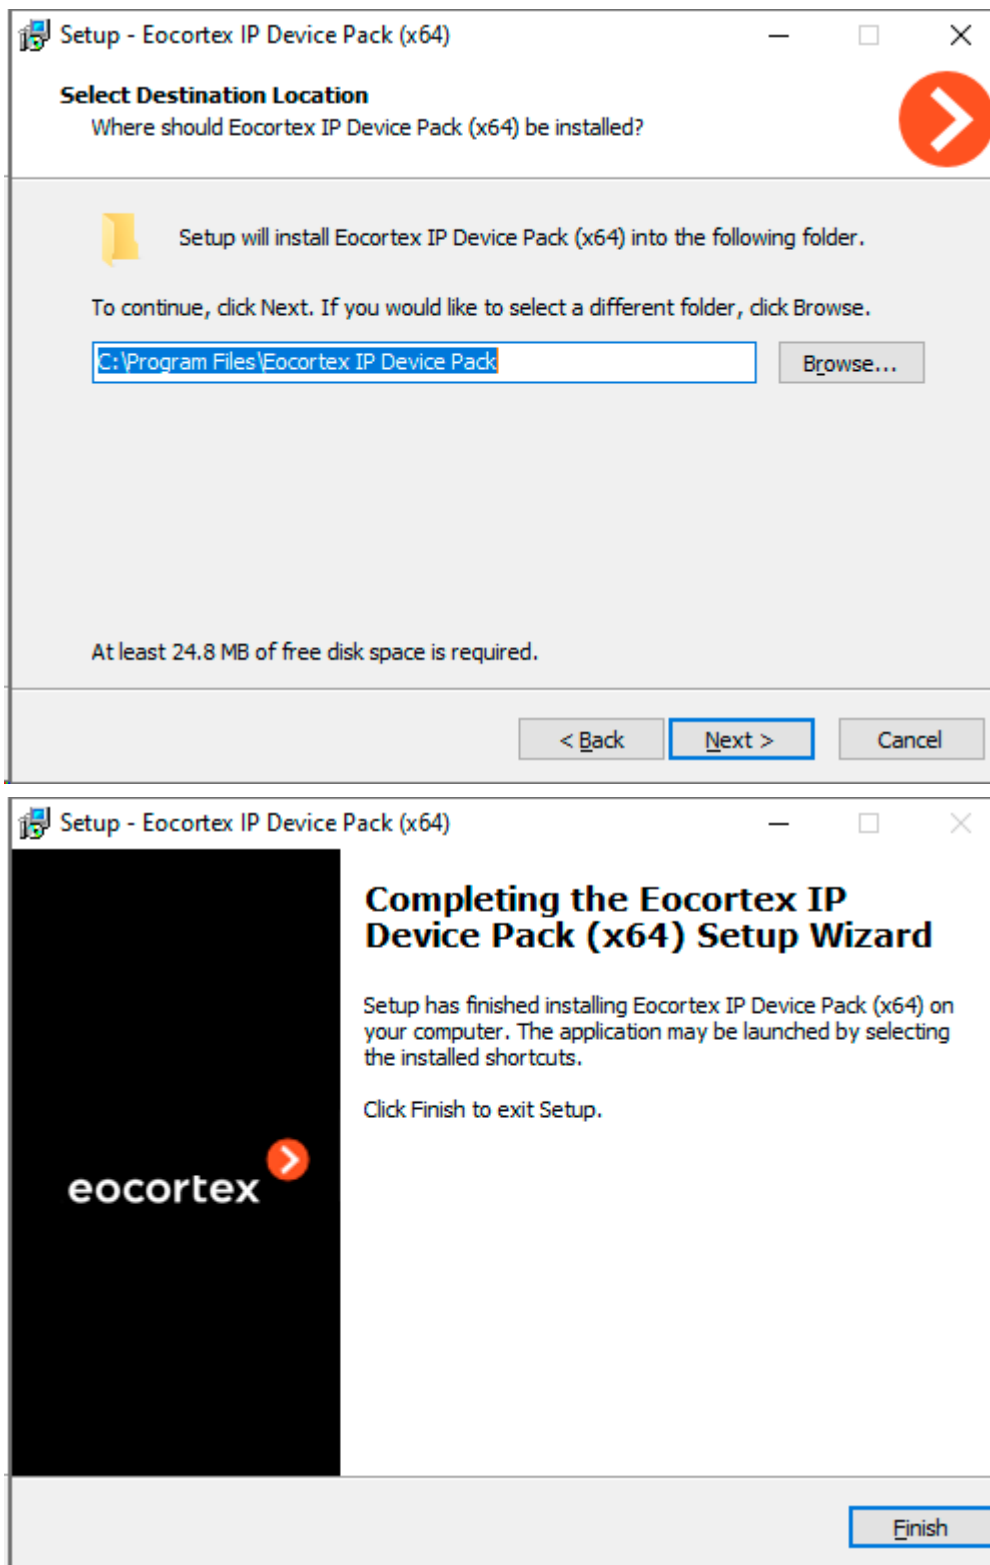 Setup - Eocortex IP Device Pack (x64)
Select Destination Location
Where should Eocortex IP Device Pack (x64) be installed?
Setup will install Eocortex IP Device Pack (x64) into the following folder.
To continue, click Next. If you would like to select a different folder, click Browse.
C:\Program Files\Eocortex IP Device Pack
Browse...
At least 24.8 MB of free disk space is required.
< Back
Next >
Cancel
Setup - Eocortex IP Device Pack (x64)
Completing the Eocortex IP
Device Pack (x64) Setup Wizard
Setup has finished installing Eocortex IP Device Pack (x64) on
your computer. The application may be launched by selecting
the installed shortcuts.
Click Finish to exit Setup.
eocortex
Finish